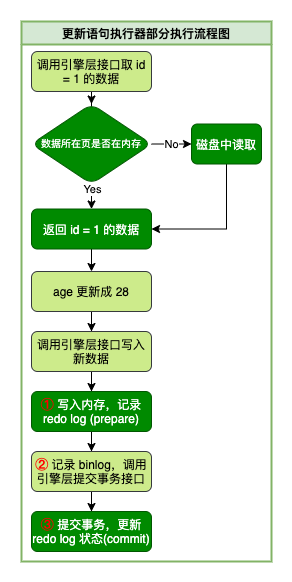 更新语句执行器部分执行流程图
调用引擎层接口取 id
= 1 的数据
数据所在页是否在内存
No
磁盘中读取
Yes
返回 id = 1 的数据
age 更新成 28
调用引擎层接口写入
新数据
① 写入内存，记录
redo log (prepare)
② 记录 binlog，调用
引擎层提交事务接口
③ 提交事务，更新
redo log 状态(commit)